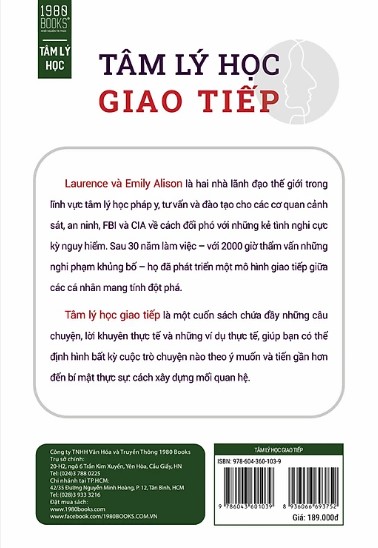 1980
BOOKS
TÂM LÝ
HỌC
TÂM LÝ HỌC
GIAO TIẾP
Laurence và Emily Alison là hai nhà lãnh đạo thế giới trong
lĩnh vực tâm lý học pháp y, tư vấn và đào tạo cho các cơ quan cảnh
sát, an ninh, FBI và CIA về cách đối phó với những kẻ tình nghi cực
kỳ nguy hiểm. Sau 30 năm làm việc – với 2000 giờ thẩm vấn những
nghi phạm khủng bố – họ đã phát triển một mô hình giao tiếp giữa
các cá nhân mang tính đột phá.
Tâm lý học giao tiếp là một cuốn sách chứa đầy những câu
chuyện, lời khuyên thực tế và những ví dụ thực tế, giúp bạn có thể
định hình bất kỳ cuộc trò chuyện nào theo ý muốn và tiến gần hơn
đến bí mật thực sự: cách xây dựng mối quan hệ.
Công ty TNHH Văn Hóa và Truyền Thông 1980 Books
Trụ sở chính:
20-H2, ngõ 6 Trần Kim Xuyến, Yên Hòa, Cầu Giấy, HN
Tel: (024)3 788 0225
Chi nhánh tại HCM:
42/35 Đường Nguyễn Minh Hoàng, P. 12, Tân Bình, HCM
Tel: (028)3 933 3216
Đặt mua sách:
www.1980books.com
www.facebook.com/1980BOOKS.COM.VN
TÂM LÝ HỌC GIAO TIẾP
ISBN: 978-604-360-103-9
9 786043 601039
8 936066 693752
Giá: 189.000đ